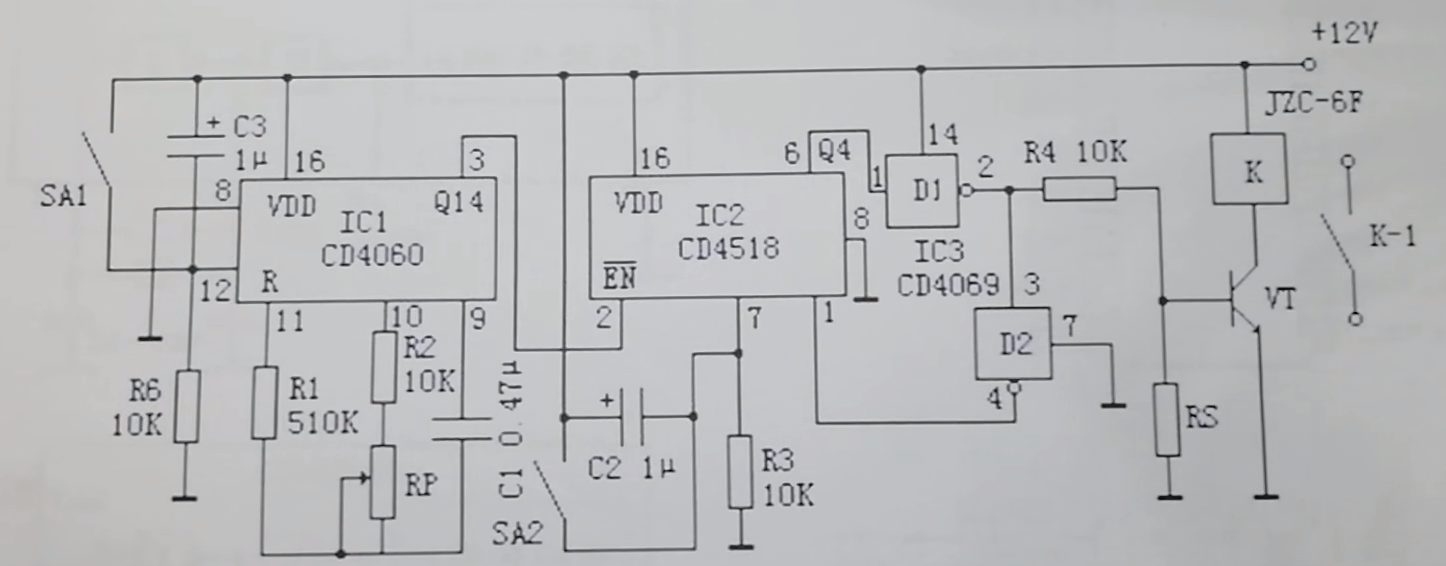 +12V
JZC-6F
K
K-1
VT
RS
R4 10K
14
2
1
D1
IC3
CD4069
3
D2
7
4
SA1
+
C3
1μ
16
3
8
VDD
Q14
IC1
CD4060
12
R
11
10
9
R6
10K
R1
510K
R2
10K
RP
C1 0.47μ
16
6
Q4
VDD
IC2
CD4518
8
EN
2
7
1
+
C2 1μ
SA2
R3
10K